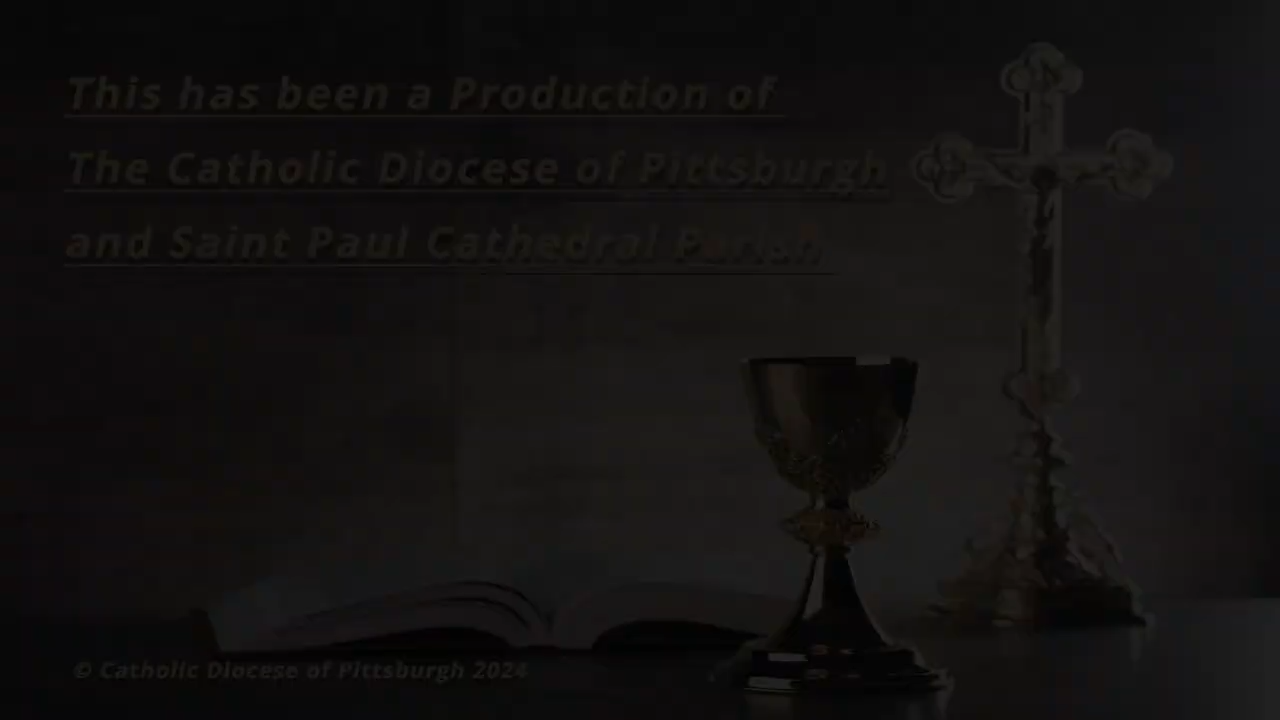 This has been a Production of
The Catholic Diocese of Pittsburgh
and Saint Paul Cathedral Parish
© Catholic Diocese of Pittsburgh 2024